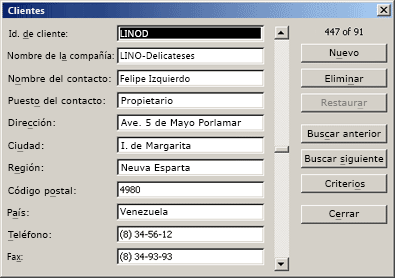 Clientes
Id. de cliente: LINOD
Nombre de la compañía: LINO-Delicateses
Nombre del contacto: Felipe Izquierdo
Puesto del contacto: Propietario
Dirección: Ave. 5 de Mayo Porlamar
Ciudad: I. de Margarita
Región: Neuva Esparta
Código postal: 4980
País: Venezuela
Teléfono: (8) 34-56-12
Fax: (8) 34-93-93
447 of 91
Nuevo
Eliminar
Restaurar
Buscar anterior
Buscar siguiente
Criterios
Cerrar